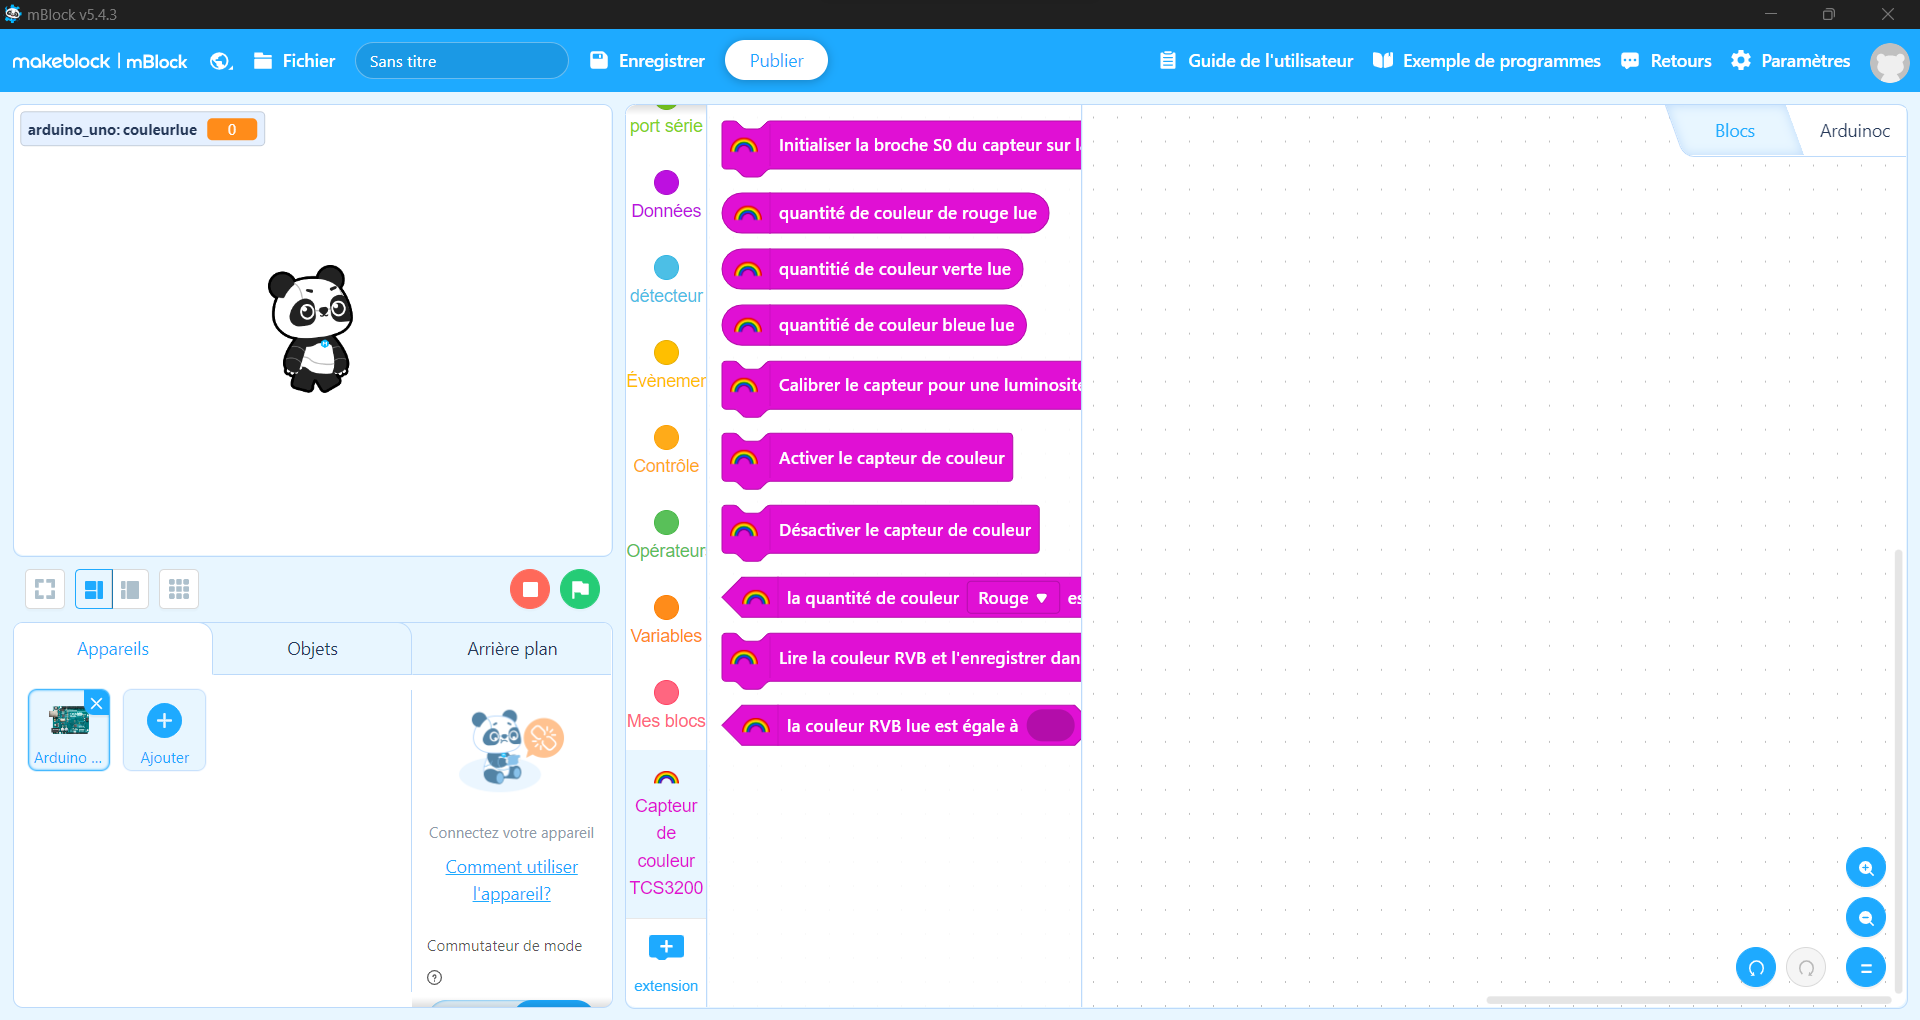 mBlock v5.4.3
makeblock | mBlock
Fichier
Sans titre
Enregistrer
Publier
Guide de l'utilisateur
Exemple de programmes
Retours
Paramètres
arduino_uno: couleurlue 0
Blocs
Arduinoc
port série
Données
détecteur
Évènemer
Contrôle
Opérateur
Variables
Mes blocs
Capteur
de
couleur
TCS3200
extension
Initialiser la broche S0 du capteur sur l
quantité de couleur de rouge lue
quantitié de couleur verte lue
quantitié de couleur bleue lue
Calibrer le capteur pour une luminosité
Activer le capteur de couleur
Désactiver le capteur de couleur
la quantité de couleur Rouge es
Lire la couleur RVB et l'enregistrer dan
la couleur RVB lue est égale à
Appareils
Objets
Arrière plan
Arduino ...
Ajouter
Connectez votre appareil
Comment utiliser
l'appareil?
Commutateur de mode